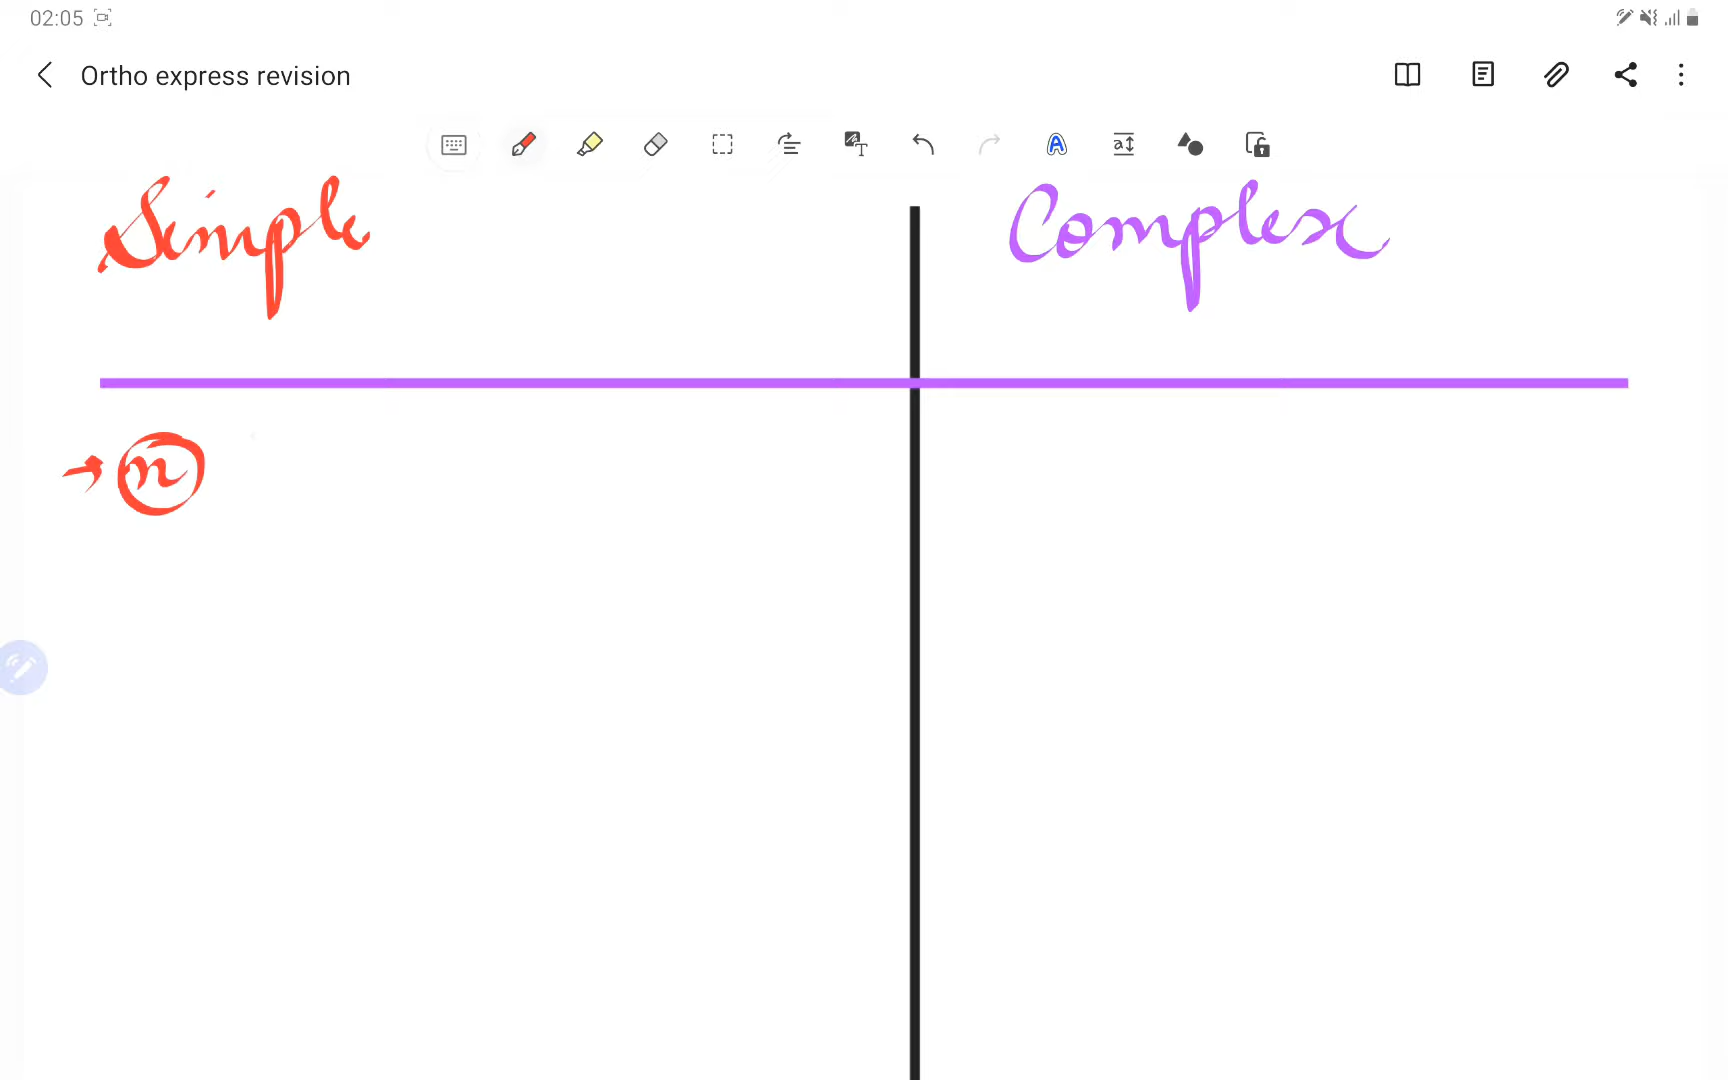 02:05
Ortho express revision
Simple
Complex
→ n